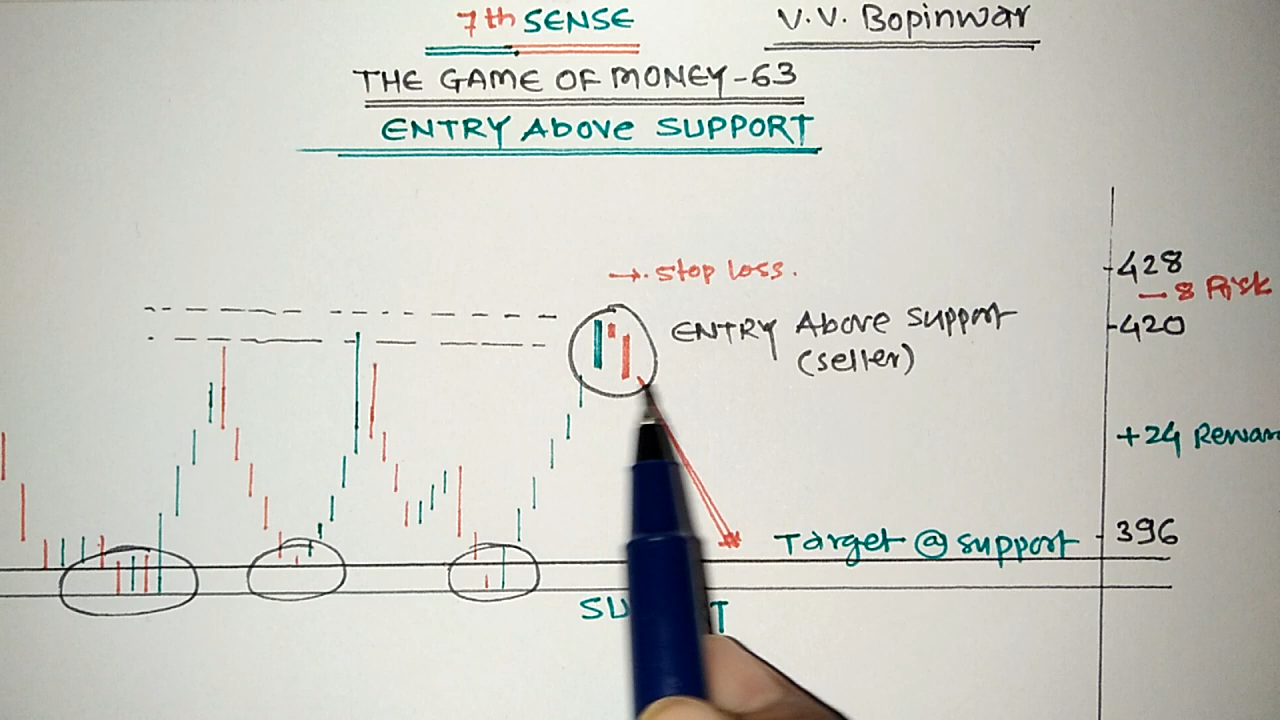 7th SENSE
V.V. Bopinwar
THE GAME OF MONEY-63
ENTRY Above SUPPORT
→ Stop loss.
428
- 8 Risk
ENTRY Above support
420
(seller)
+24
Target @ support
396